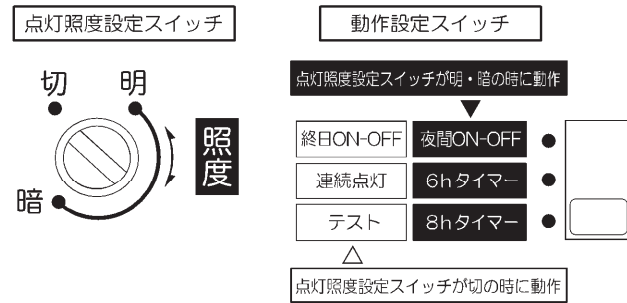 点灯照度設定スイッチ
切
明
暗
照度
動作設定スイッチ
点灯照度設定スイッチが明・暗の時に動作
終日ON-OFF 夜間ON-OFF
連続点灯 6hタイマー
テスト 8hタイマー
点灯照度設定スイッチが切の時に動作